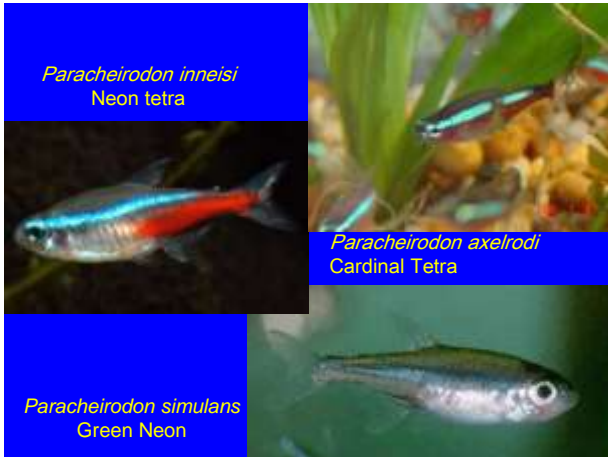 Paracheirodon inneisi
Neon tetra
Paracheirodon axelrodi
Cardinal Tetra
Paracheirodon simulans
Green Neon